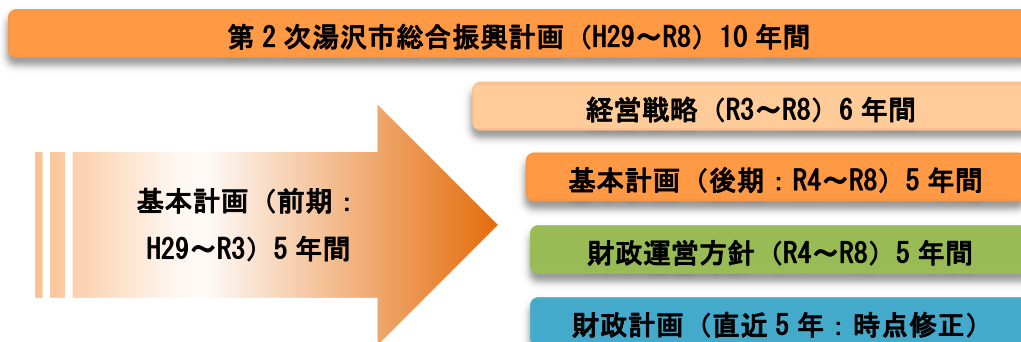 第2次湯沢市総合振興計画（H29～R8）10年間
経営戦略（R3～R8）6年間
基本計画（前期：
H29～R3）5年間
基本計画（後期：R4～R8）5年間
財政運営方針（R4～R8）5年間
財政計画（直近5年：時点修正）